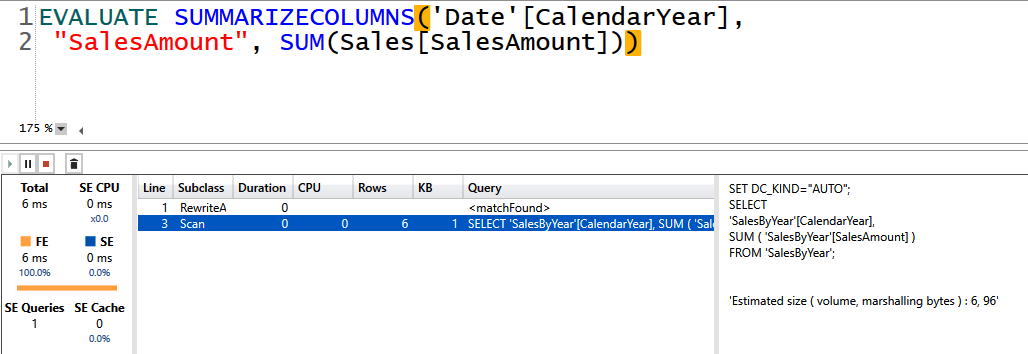 1 EVALUATE SUMMARIZECOLUMNS('Date'[CalendarYear],
2 "SalesAmount", SUM(Sales[SalesAmount]))
175 %
Total SE CPU
6 ms 0 ms
x0.0
FE SE
6 ms 0 ms
100.0% 0.0%
SE Queries SE Cache
1 0
0.0%
Line Subclass Duration CPU Rows KB Query
1 RewriteA 0 <matchFound>
3 Scan 0 0 6 1 SELECT 'SalesByYear'[CalendarYear], SUM ( 'Sale
SET DC_KIND="AUTO";
SELECT
'SalesByYear'[CalendarYear],
SUM ( 'SalesByYear'[SalesAmount] )
FROM 'SalesByYear';
'Estimated size ( volume, marshalling bytes ) : 6, 96'